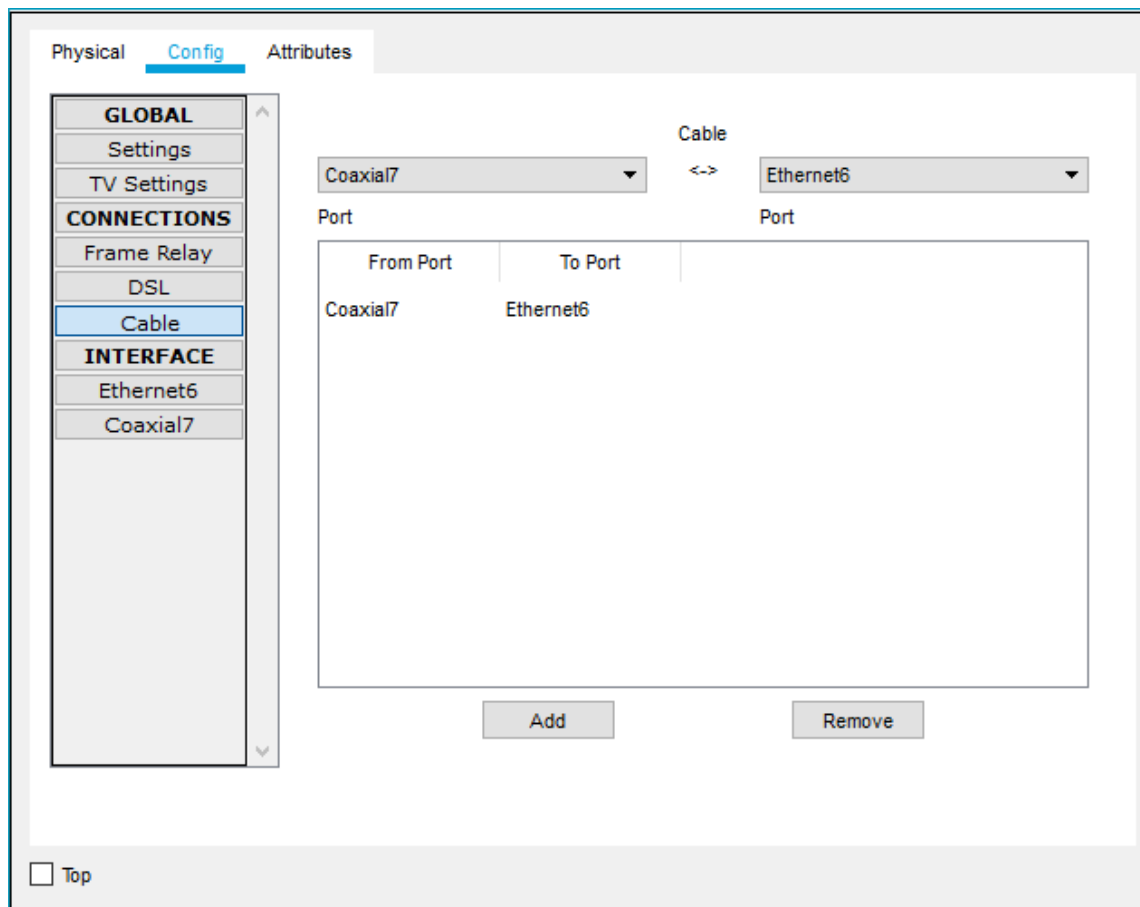 Physical Config Attributes
GLOBAL
Settings
TV Settings
CONNECTIONS
Frame Relay
DSL
Cable
INTERFACE
Ethernet6
Coaxial7
Cable
Coaxial7 <-> Ethernet6
Port Port
From Port To Port
Coaxial7 Ethernet6
Add Remove
Top